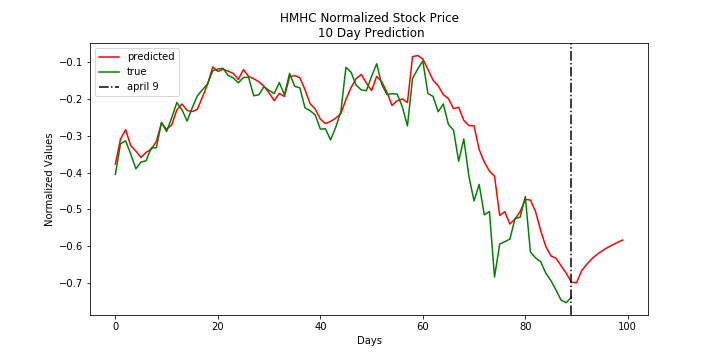 HMHC Normalized Stock Price
10 Day Prediction
predicted
true
april 9
Normalized Values
−0.1
−0.2
−0.3
−0.4
−0.5
−0.6
−0.7
0
20
40
60
80
100
Days